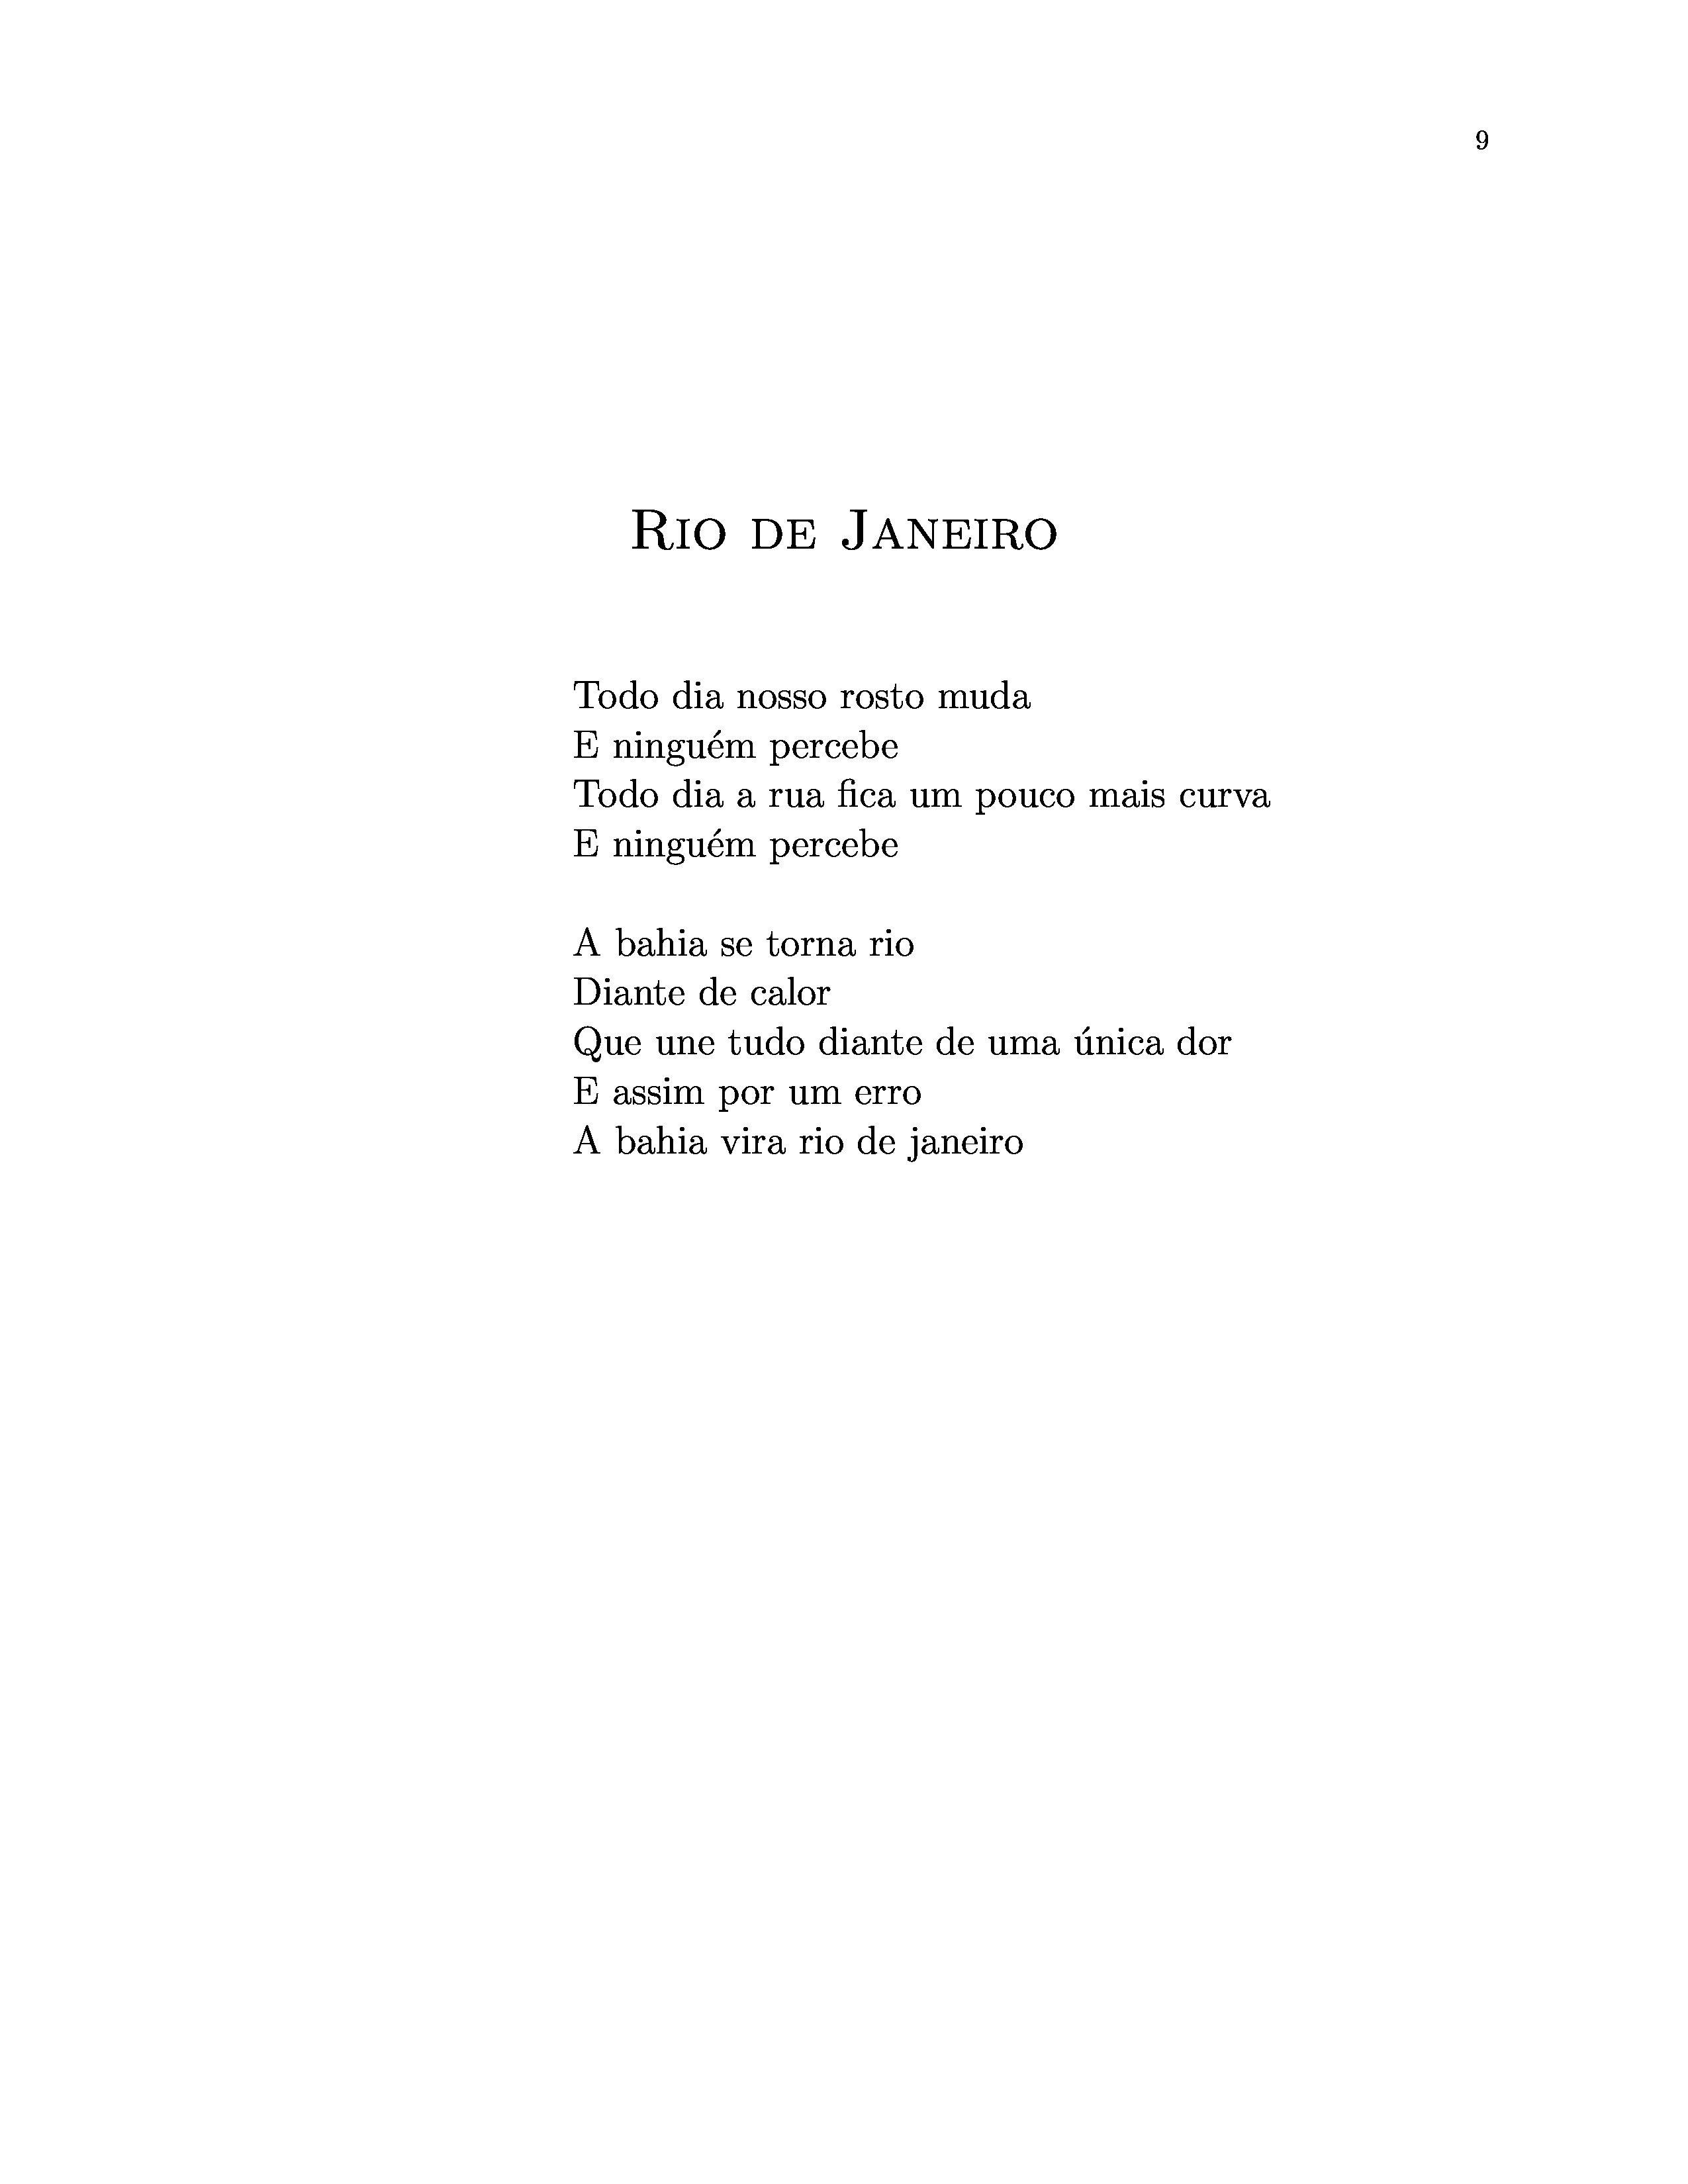 9
Rio de Janeiro
Todo dia nosso rosto muda
E ninguém percebe
Todo dia a rua fica um pouco mais curva
E ninguém percebe
A bahia se torna rio
Diante de calor
Que une tudo diante de uma única dor
E assim por um erro
A bahia vira rio de janeiro